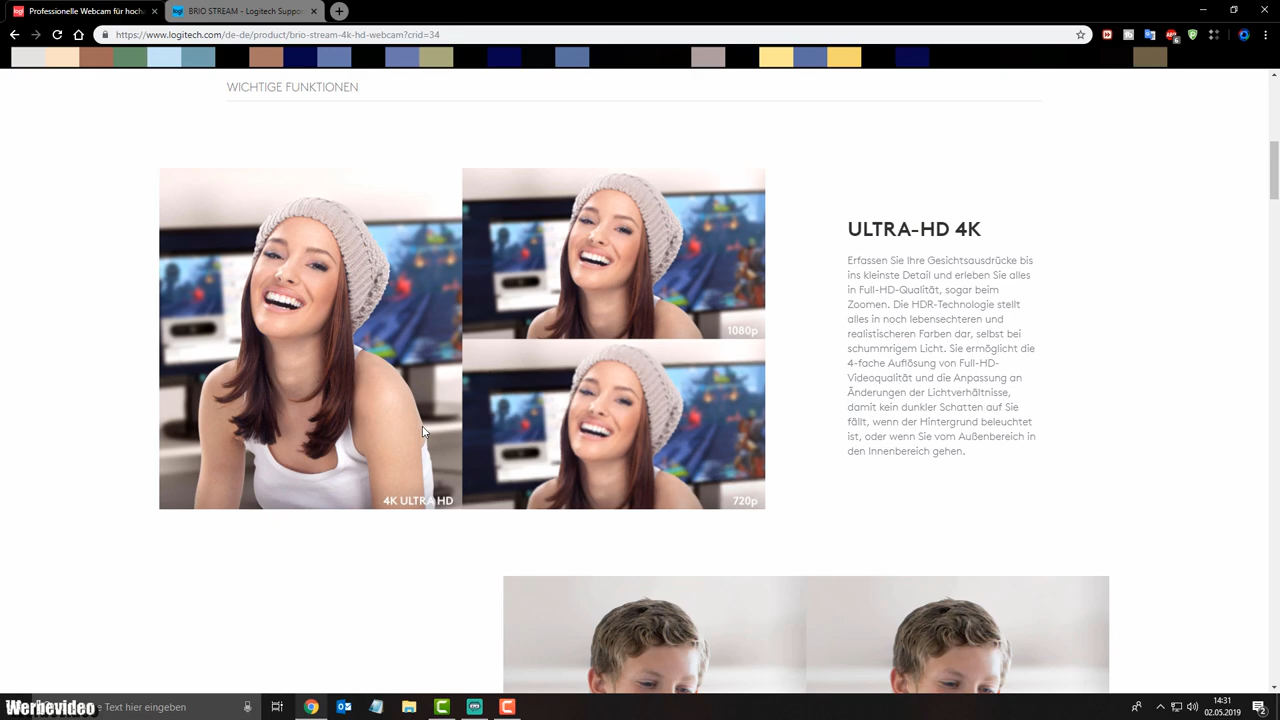 Professionelle Webcam für hoch
BRIO STREAM - Logitech Suppor
https://www.logitech.com/de-de/product/brio-stream-4k-hd-webcam?crid=34
WICHTIGE FUNKTIONEN
1080p
4K ULTRA HD
720p
ULTRA-HD 4K
Erfassen Sie Ihre Gesichtsausdrücke bis
ins kleinste Detail und erleben Sie alles
in Full-HD-Qualität, sogar beim
Zoomen. Die HDR-Technologie stellt
alles in noch lebensechteren und
realistischeren Farben dar, selbst bei
schummrigem Licht. Sie ermöglicht die
4-fache Auflösung von Full-HD-
Videoqualität und die Anpassung an
Änderungen der Lichtverhältnisse,
damit kein dunkler Schatten auf Sie
fällt, wenn der Hintergrund beleuchtet
ist, oder wenn Sie vom Außenbereich in
den Innenbereich gehen.
Werbevideo
Text hier eingeben
14:31
02.05.2019